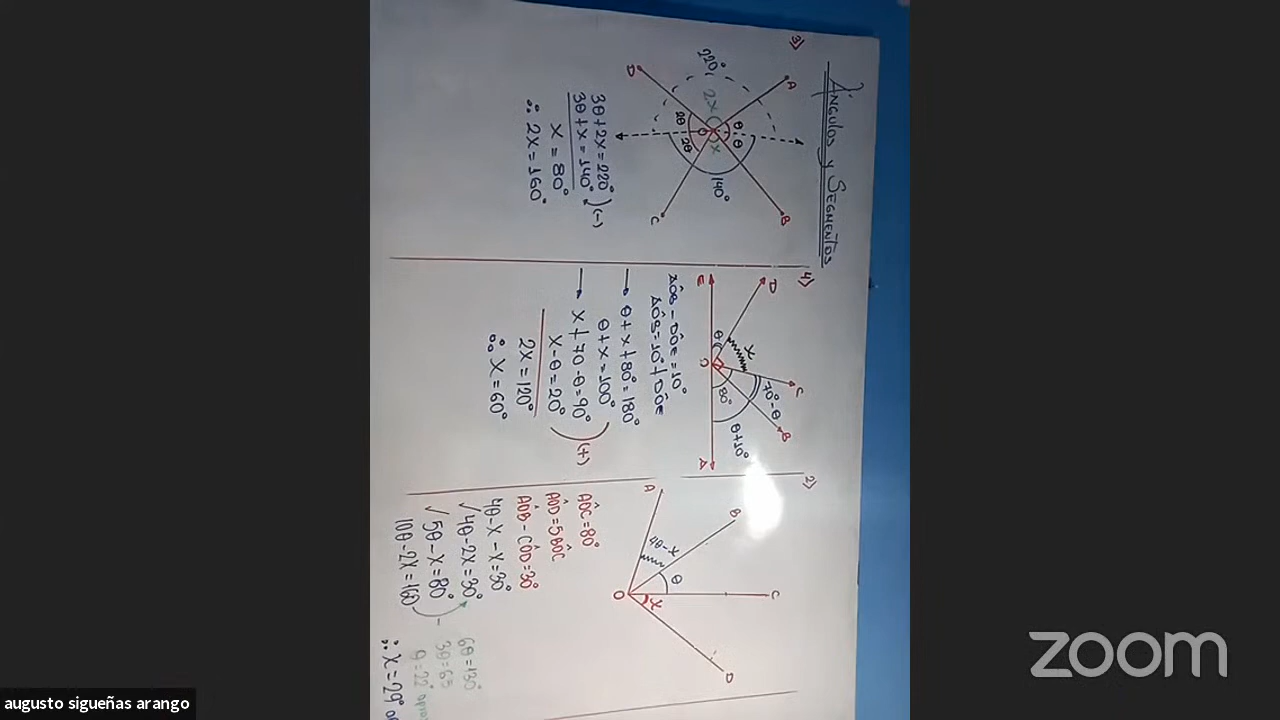 Ángulos y Segmentos
3)
A
B
C
D
O
220°
2X
X
θ
θ
2θ
2θ
140°
3θ+2X=220°
3θ+X=140°
(-)
X=80°
∴ 2X=160°
4)
D
C
B
E
O
A
θ
X
70°-θ
80°
θ+10°
AÔB - DÔE=10°
AÔB=10°+DÔE
→ θ+X+80°=180°
θ+X=100°
→ X+70-θ=90°
X-θ=20°
(+)
2X=120°
∴ X=60°
2)
A
B
C
D
O
4θ-X
θ
X
AÔC=80°
AÔD=5BÔC
AÔB - CÔD=30°
4θ-X-X=30°
√ 4θ-2X=30°
√ 5θ-X=80°
10θ-2X=160
-
6θ=130°
3θ=65
θ=22°
∴ X=29°
zoom
augusto sigueñas arango